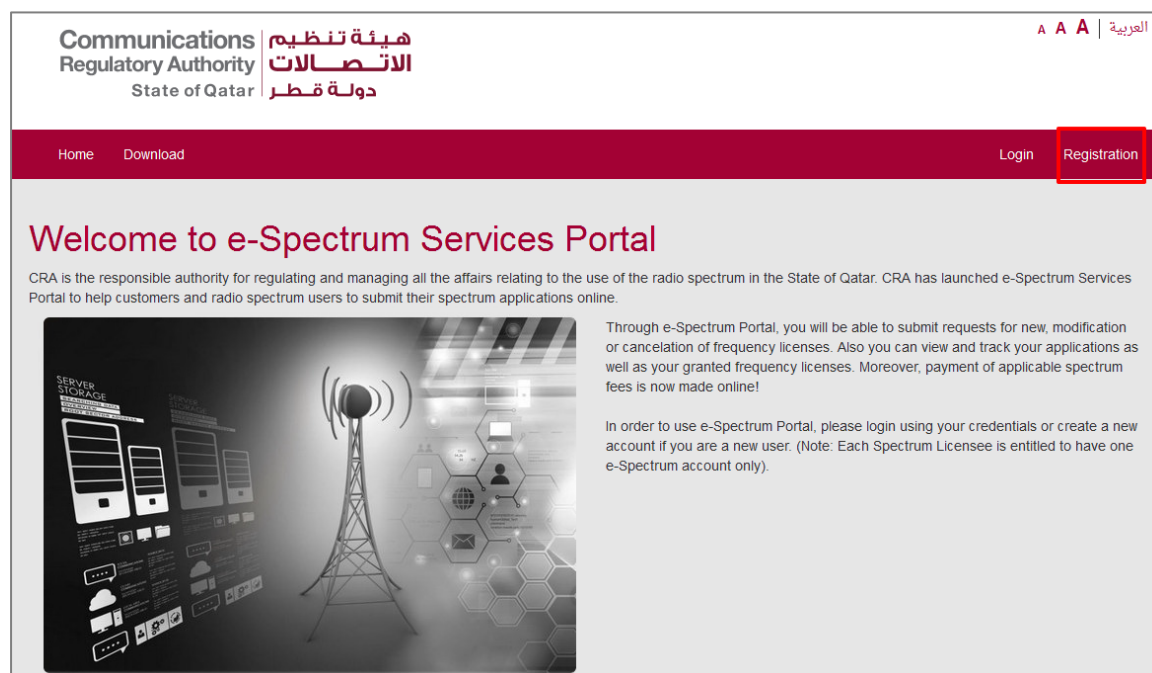 Communications
Regulatory Authority
State of Qatar
هيئة تنظيم
الاتصالات
دولة قطر
A A A | العربية
Home Download Login Registration
Welcome to e-Spectrum Services Portal
CRA is the responsible authority for regulating and managing all the affairs relating to the use of the radio spectrum in the State of Qatar. CRA has launched e-Spectrum Services
Portal to help customers and radio spectrum users to submit their spectrum applications online.
SERVER
STORAGE
SERVER
STORAGE
Through e-Spectrum Portal, you will be able to submit requests for new, modification
or cancelation of frequency licenses. Also you can view and track your applications as
well as your granted frequency licenses. Moreover, payment of applicable spectrum
fees is now made online!
In order to use e-Spectrum Portal, please login using your credentials or create a new
account if you are a new user. (Note: Each Spectrum Licensee is entitled to have one
e-Spectrum account only).